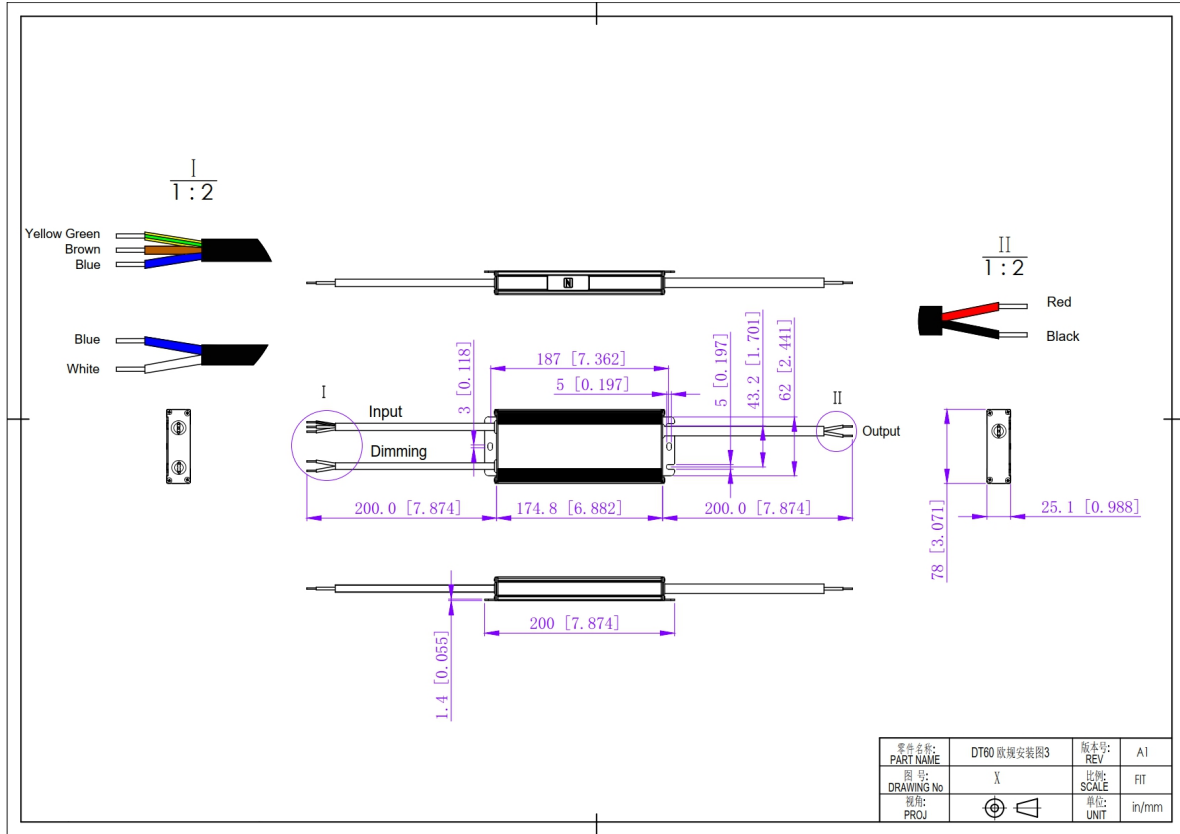 I
1:2
Yellow Green
Brown
Blue
Blue
White
II
1:2
Red
Black
N
187 [7.362]
5 [0.197]
3 [0.118]
5 [0.197]
43.2 [1.701]
62 [2.441]
I
Input
Dimming
II
Output
200.0 [7.874]
174.8 [6.882]
200.0 [7.874]
78 [3.071]
25.1 [0.988]
200 [7.874]
1.4 [0.055]
零件名称: DT60 欧规安装图3 版本号: A1
PART NAME REV
图 号: X 比例: FIT
DRAWING No SCALE
视角: 单位: in/mm
PROJ UNIT